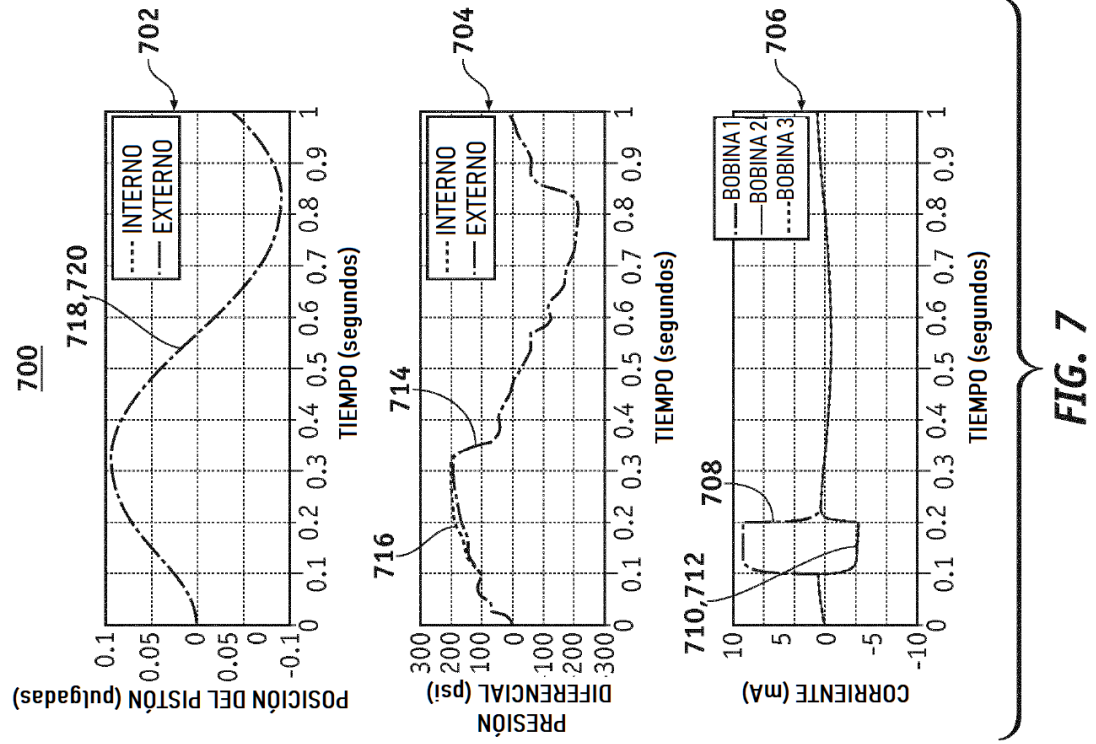 700
718,720
702
INTERNO
EXTERNO
0.1
0.05
0
0.05
0
-0.1
POSICIÓN DEL PISTÓN (pulgadas)
0 0.1 0.2 0.3 0.4 0.5 0.6 0.7 0.8 0.9 1
TIEMPO (segundos)
716
714
704
INTERNO
EXTERNO
300
200
100
0
100
200
300
PRESIÓN
DIFERENCIAL (psi)
0 0.1 0.2 0.3 0.4 0.5 0.6 0.7 0.8 0.9 1
TIEMPO (segundos)
710,712
708
706
BOBINA 1
BOBINA 2
BOBINA 3
10
5
0
-5
-10
CORRIENTE (mA)
0 0.1 0.2 0.3 0.4 0.5 0.6 0.7 0.8 0.9 1
TIEMPO (segundos)
FIG. 7